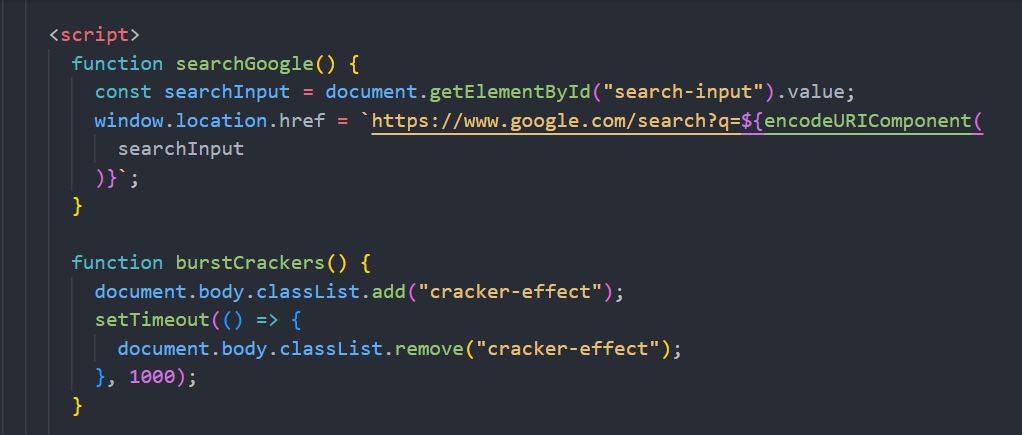 <script>
function searchGoogle() {
const searchInput = document.getElementById("search-input").value;
window.location.href = `https://www.google.com/search?q=${encodeURIComponent(
searchInput
)}`;
}
function burstCrackers() {
document.body.classList.add("cracker-effect");
setTimeout(() => {
document.body.classList.remove("cracker-effect");
}, 1000);
}